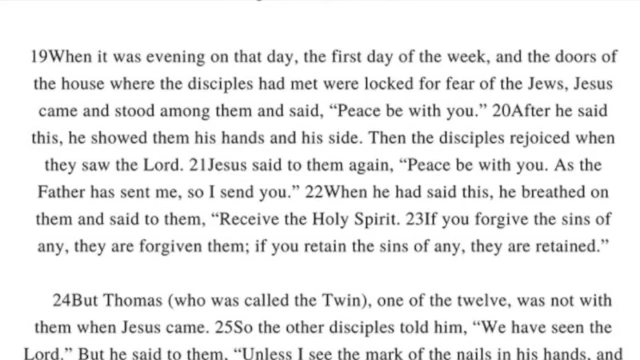 19When it was evening on that day, the first day of the week, and the doors of
the house where the disciples had met were locked for fear of the Jews, Jesus
came and stood among them and said, “Peace be with you.” 20After he said
this, he showed them his hands and his side. Then the disciples rejoiced when
they saw the Lord. 21Jesus said to them again, “Peace be with you. As the
Father has sent me, so I send you.” 22When he had said this, he breathed on
them and said to them, “Receive the Holy Spirit. 23If you forgive the sins of
any, they are forgiven them; if you retain the sins of any, they are retained.”
24But Thomas (who was called the Twin), one of the twelve, was not with
them when Jesus came. 25So the other disciples told him, “We have seen the
Lord.” But he said to them, “Unless I see the mark of the nails in his hands, and